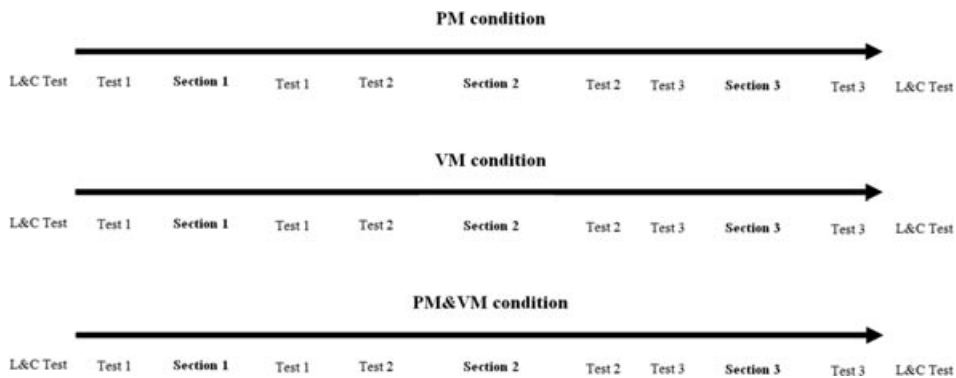 PM condition
L&C Test Test 1 Section 1 Test 1 Test 2 Section 2 Test 2 Test 3 Section 3 Test 3 L&C Test
VM condition
L&C Test Test 1 Section 1 Test 1 Test 2 Section 2 Test 2 Test 3 Section 3 Test 3 L&C Test
PM&VM condition
L&C Test Test 1 Section 1 Test 1 Test 2 Section 2 Test 2 Test 3 Section 3 Test 3 L&C Test